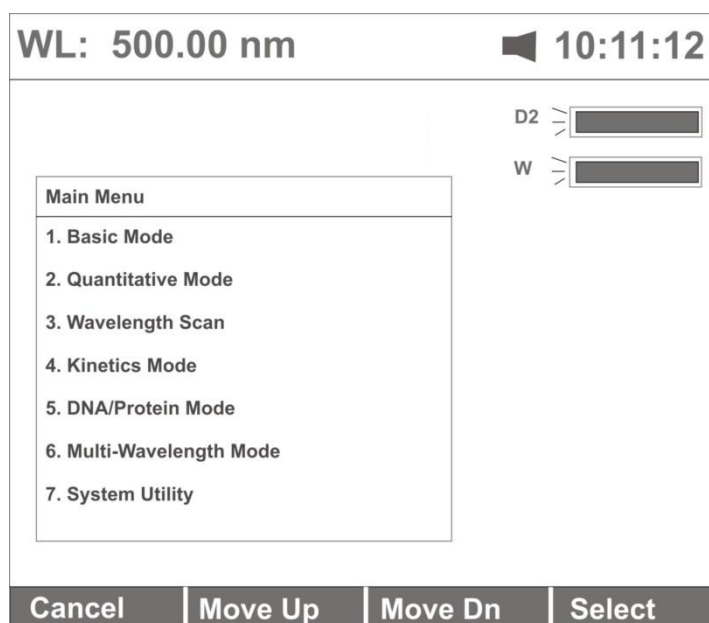 WL: 500.00 nm 10:11:12
D2
W
Main Menu
1. Basic Mode
2. Quantitative Mode
3. Wavelength Scan
4. Kinetics Mode
5. DNA/Protein Mode
6. Multi-Wavelength Mode
7. System Utility
Cancel Move Up Move Dn Select